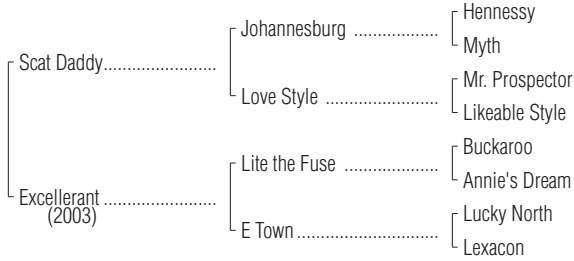 Hennessy
Johannesburg ..................
Myth
Scat Daddy........................
Mr. Prospector
Love Style ........................
Likeable Style
Buckaroo
Lite the Fuse ....................
Annie's Dream
Excellerant ........................
(2003)
Lucky North
E Town..............................
Lexacon